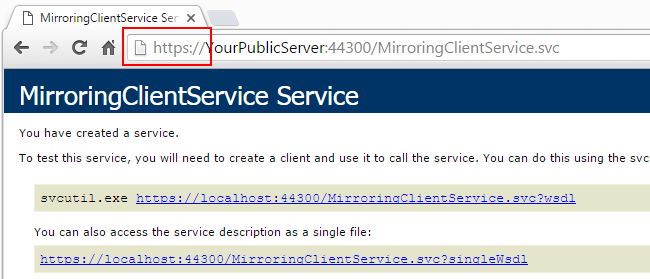 MirroringClientService Ser
https://YourPublicServer:44300/MirroringClientService.svc
MirroringClientService Service
You have created a service.
To test this service, you will need to create a client and use it to call the service. You can do this using the svc
svcutil.exe https://localhost:44300/MirroringClientService.svc?wsdl
You can also access the service description as a single file:
https://localhost:44300/MirroringClientService.svc?singleWsdl